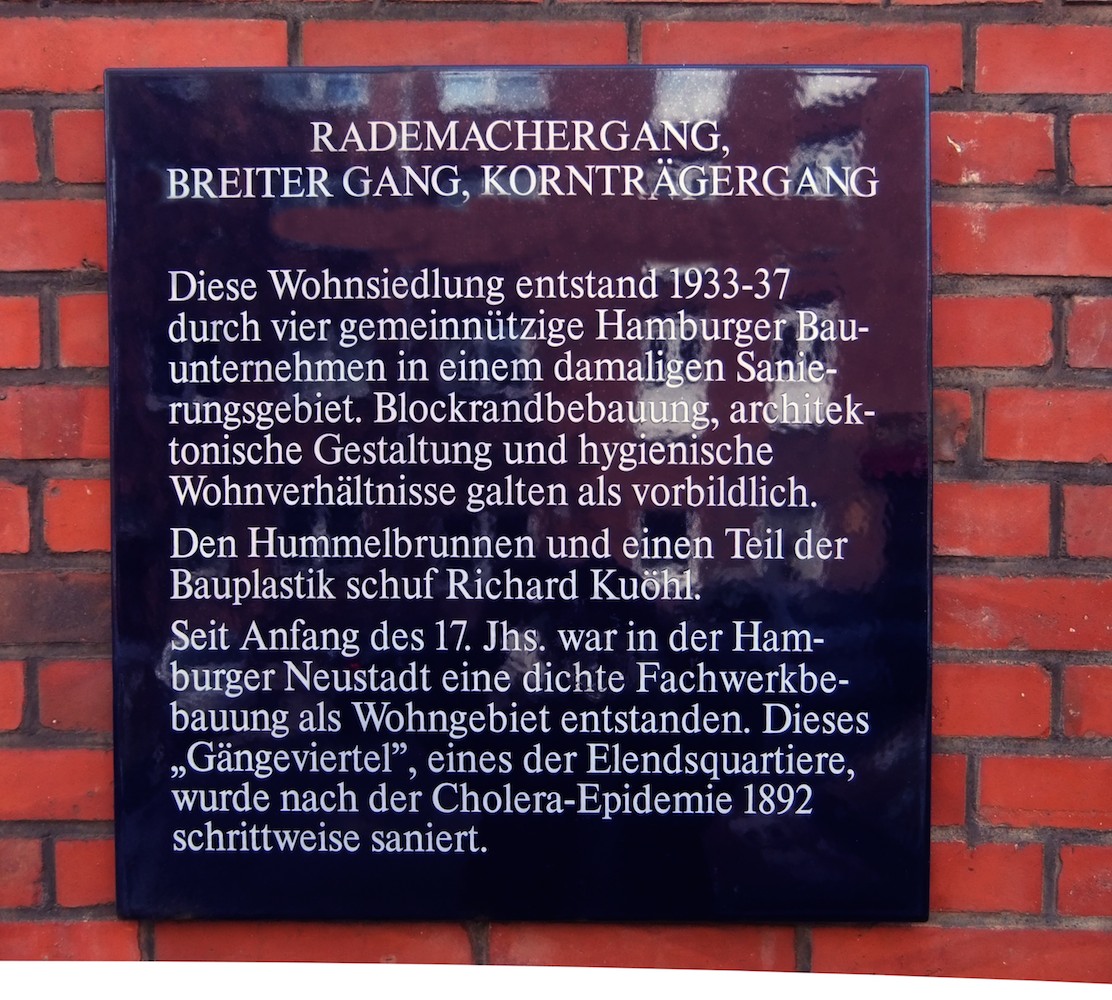 RADEMACHERGANG,
BREITER GANG, KORNTRÄGERGANG
Diese Wohnsiedlung entstand 1933-37
durch vier gemeinnützige Hamburger Bau-
unternehmen in einem damaligen Sanie-
rungsgebiet. Blockrandbebauung, architek-
tonische Gestaltung und hygienische
Wohnverhältnisse galten als vorbildlich.
Den Hummelbrunnen und einen Teil der
Bauplastik schuf Richard Kuöhl.
Seit Anfang des 17. Jhs. war in der Ham-
burger Neustadt eine dichte Fachwerkbe-
bauung als Wohngebiet entstanden. Dieses
„Gängeviertel”, eines der Elendsquartiere,
wurde nach der Cholera-Epidemie 1892
schrittweise saniert.